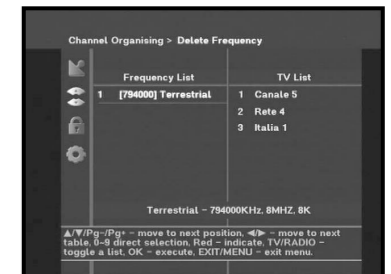 Channel Organising > Delete Frequency
Frequency List
TV List
1 [794000] Terrestrial
1 Canale 5
2 Rete 4
3 Italia 1
Terrestrial – 794000KHz, 8MHZ, 8K
▲/▼/Pg-/Pg+ – move to next position, ◀/▶ – move to next
table, 0-9 direct selection, Red – indicate, TV/RADIO –
toggle a list, OK – execute, EXIT/MENU – exit menu.